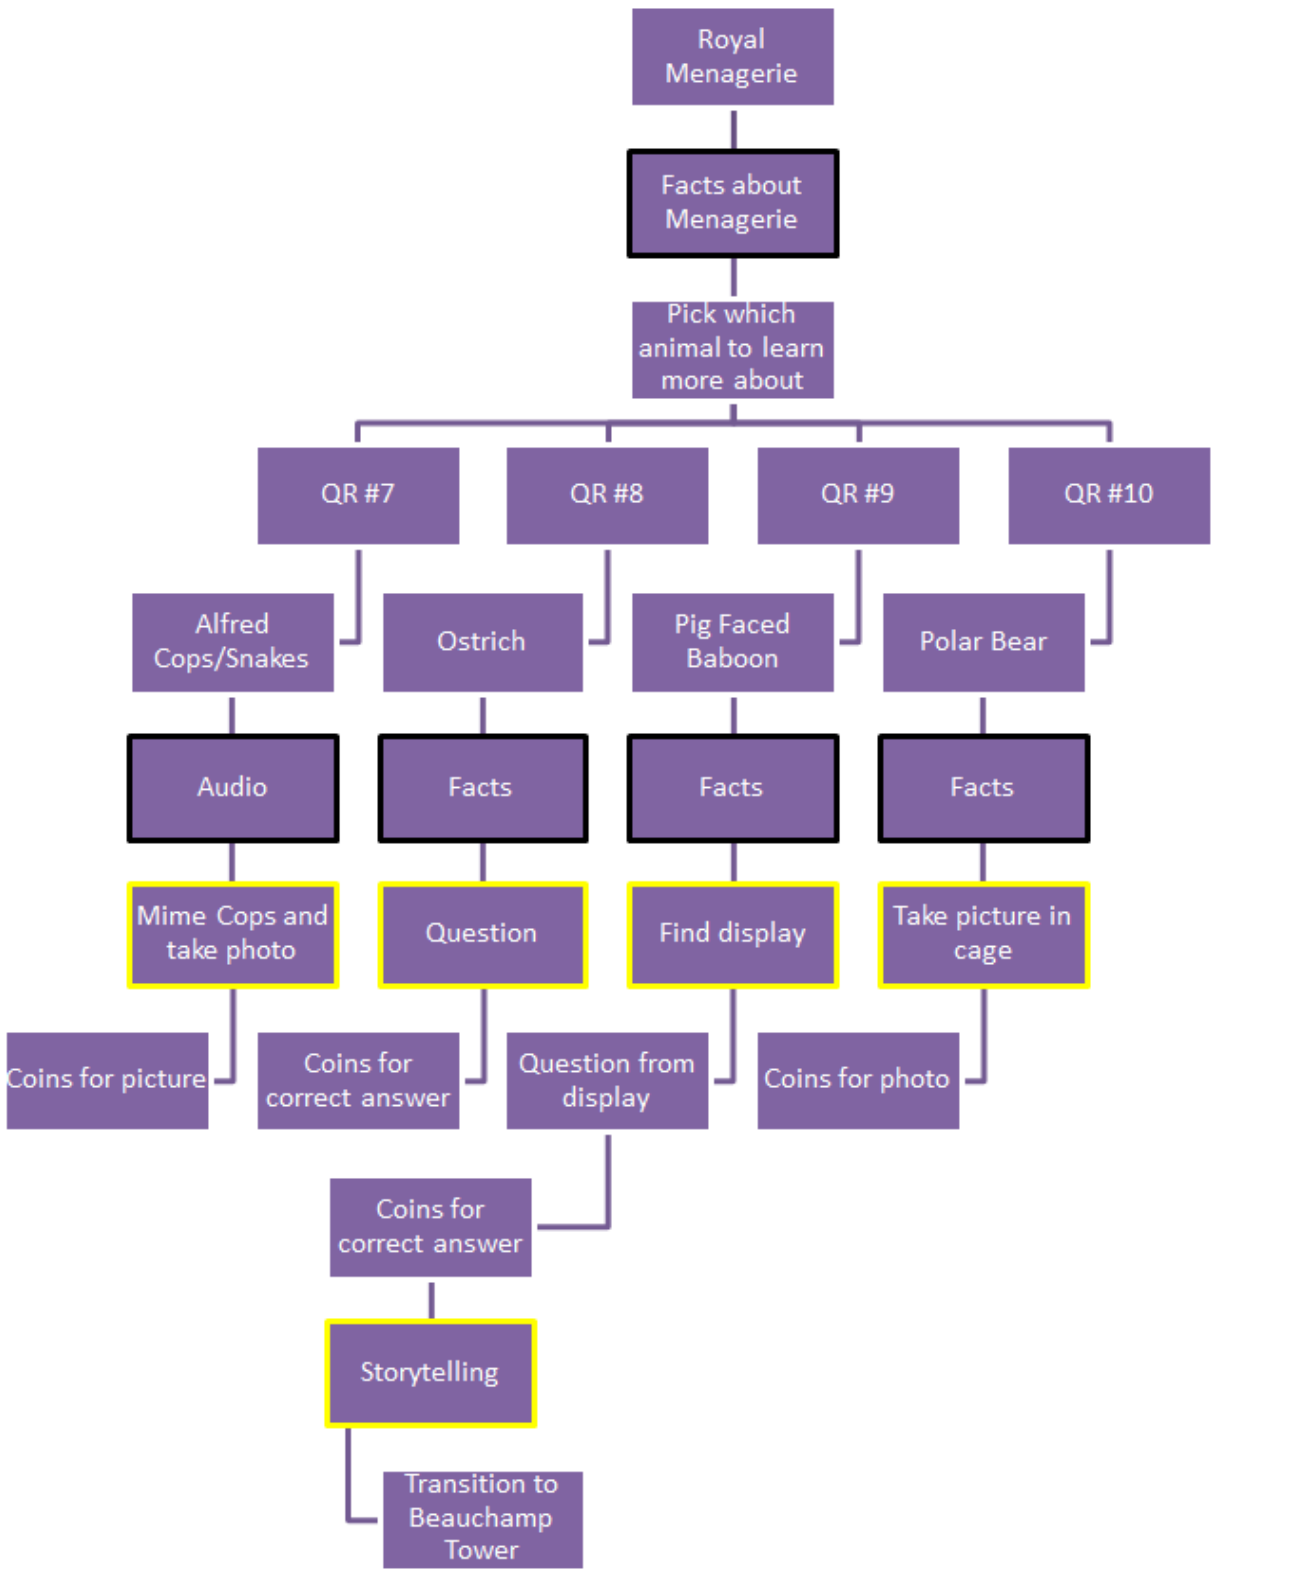 Royal
Menagerie
Facts about
Menagerie
Pick which
animal to learn
more about
QR #7
QR #8
QR #9
QR #10
Alfred
Cops/Snakes
Ostrich
Pig Faced
Baboon
Polar Bear
Audio
Facts
Facts
Facts
Mime Cops and
take photo
Question
Find display
Take picture in
cage
Coins for picture
Coins for
correct answer
Question from
display
Coins for photo
Coins for
correct answer
Storytelling
Transition to
Beauchamp
Tower